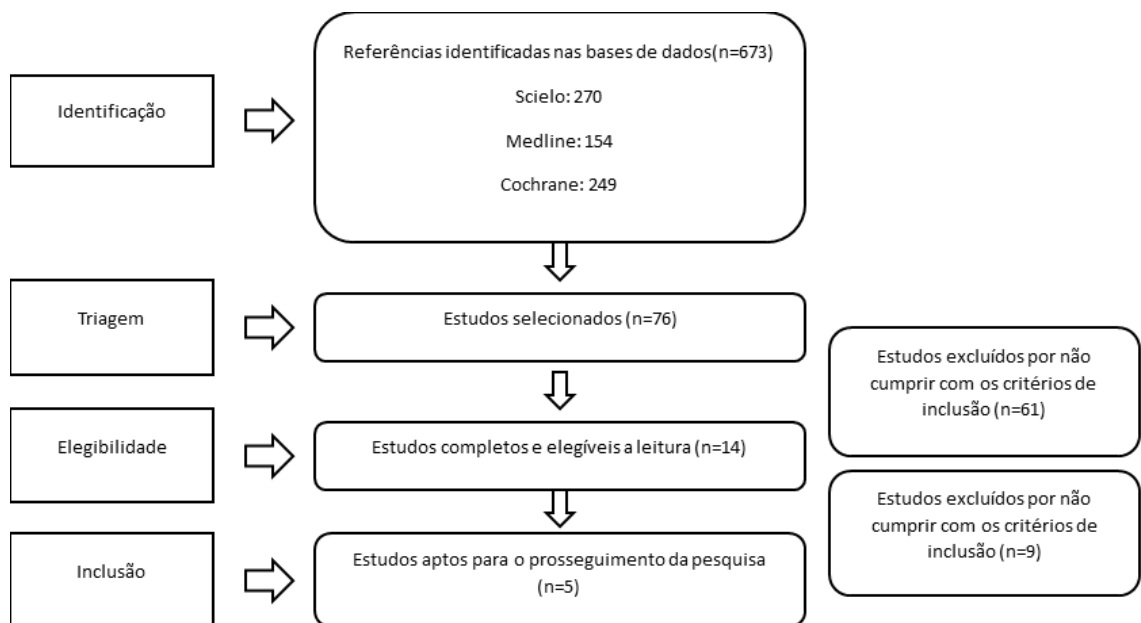 Identificação
Referências identificadas nas bases de dados(n=673)
Scielo: 270
Medline: 154
Cochrane: 249
Triagem
Estudos selecionados (n=76)
Estudos excluídos por não
cumprir com os critérios de
inclusão (n=61)
Elegibilidade
Estudos completos e elegíveis a leitura (n=14)
Estudos excluídos por não
cumprir com os critérios de
inclusão (n=9)
Inclusão
Estudos aptos para o prosseguimento da pesquisa
(n=5)